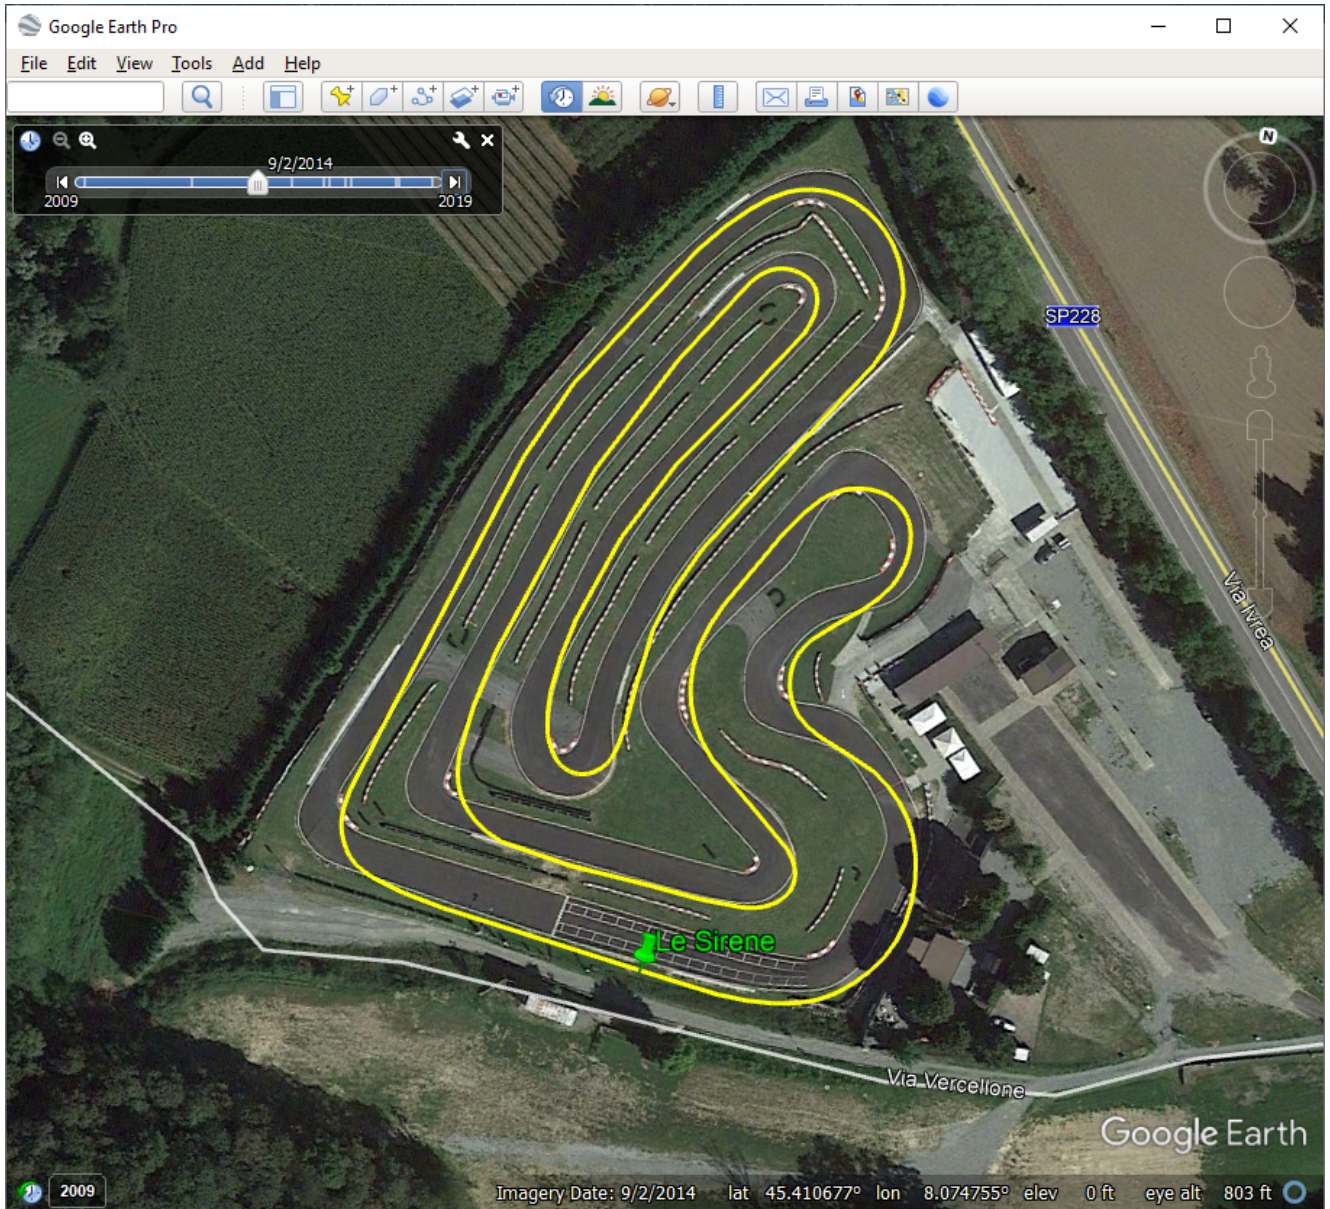 Google Earth Pro
File Edit View Tools Add Help
9/2/2014
2009 2019
N
SP228
Via Ivrea
Le Sirene
Via Vercellone
Google Earth
2009 Imagery Date: 9/2/2014 lat 45.410677° lon 8.074755° elev 0 ft eye alt 803 ft